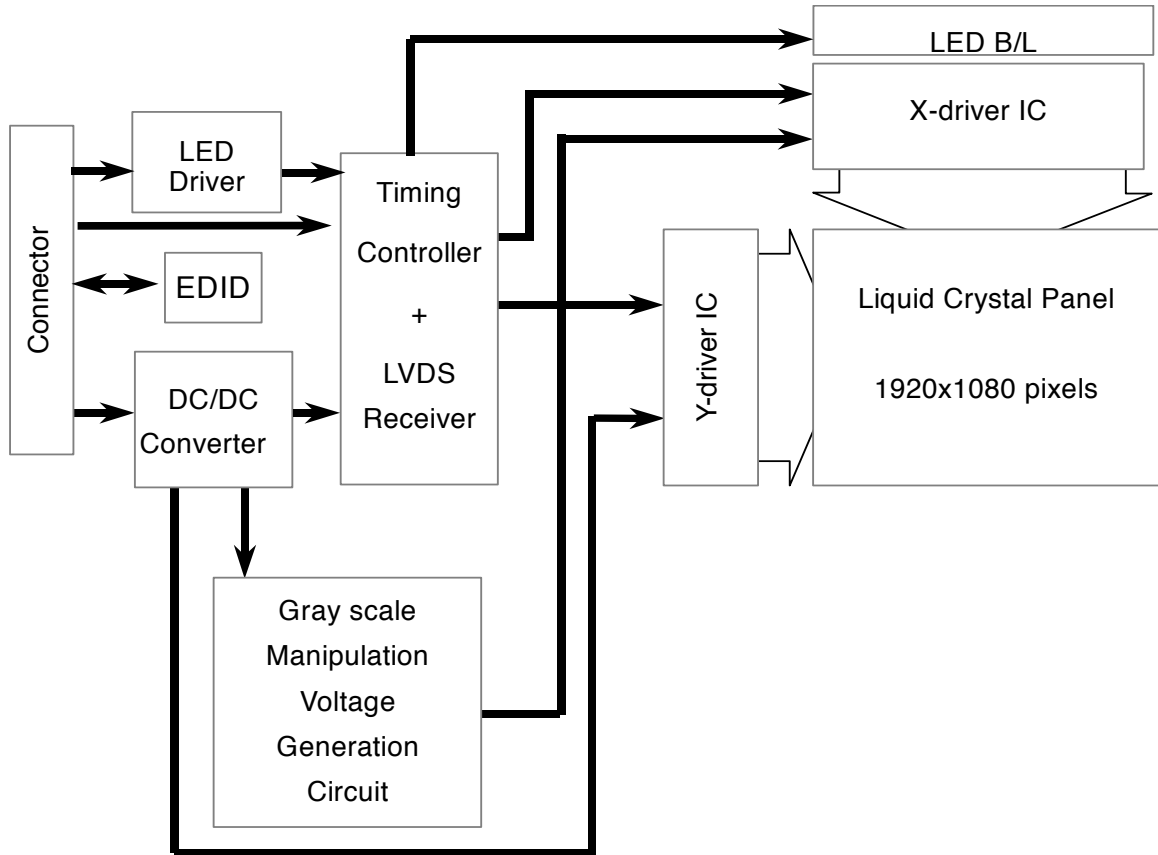 LED B/L
X-driver IC
LED
Driver
Timing
Controller
+
LVDS
Receiver
Connector
EDID
DC/DC
Converter
Y-driver IC
Liquid Crystal Panel
1920x1080 pixels
Gray scale
Manipulation
Voltage
Generation
Circuit